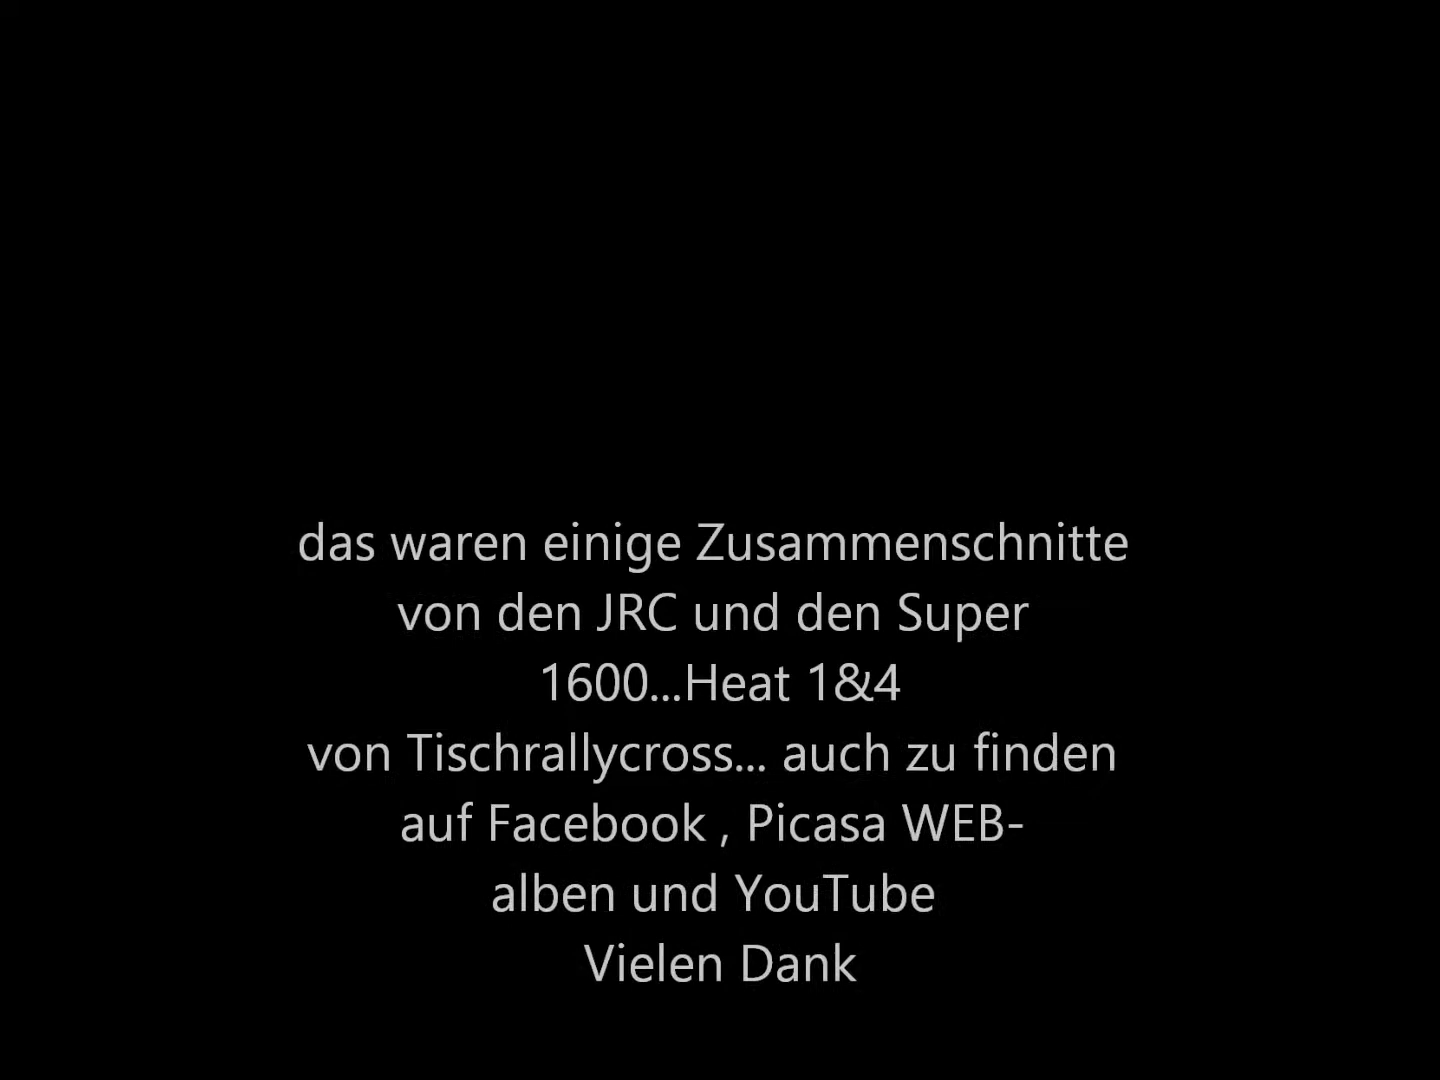 das waren einige Zusammenschnitte
von den JRC und den Super
1600...Heat 1&4
von Tischrallycross... auch zu finden
auf Facebook , Picasa WEB-
alben und YouTube
Vielen Dank